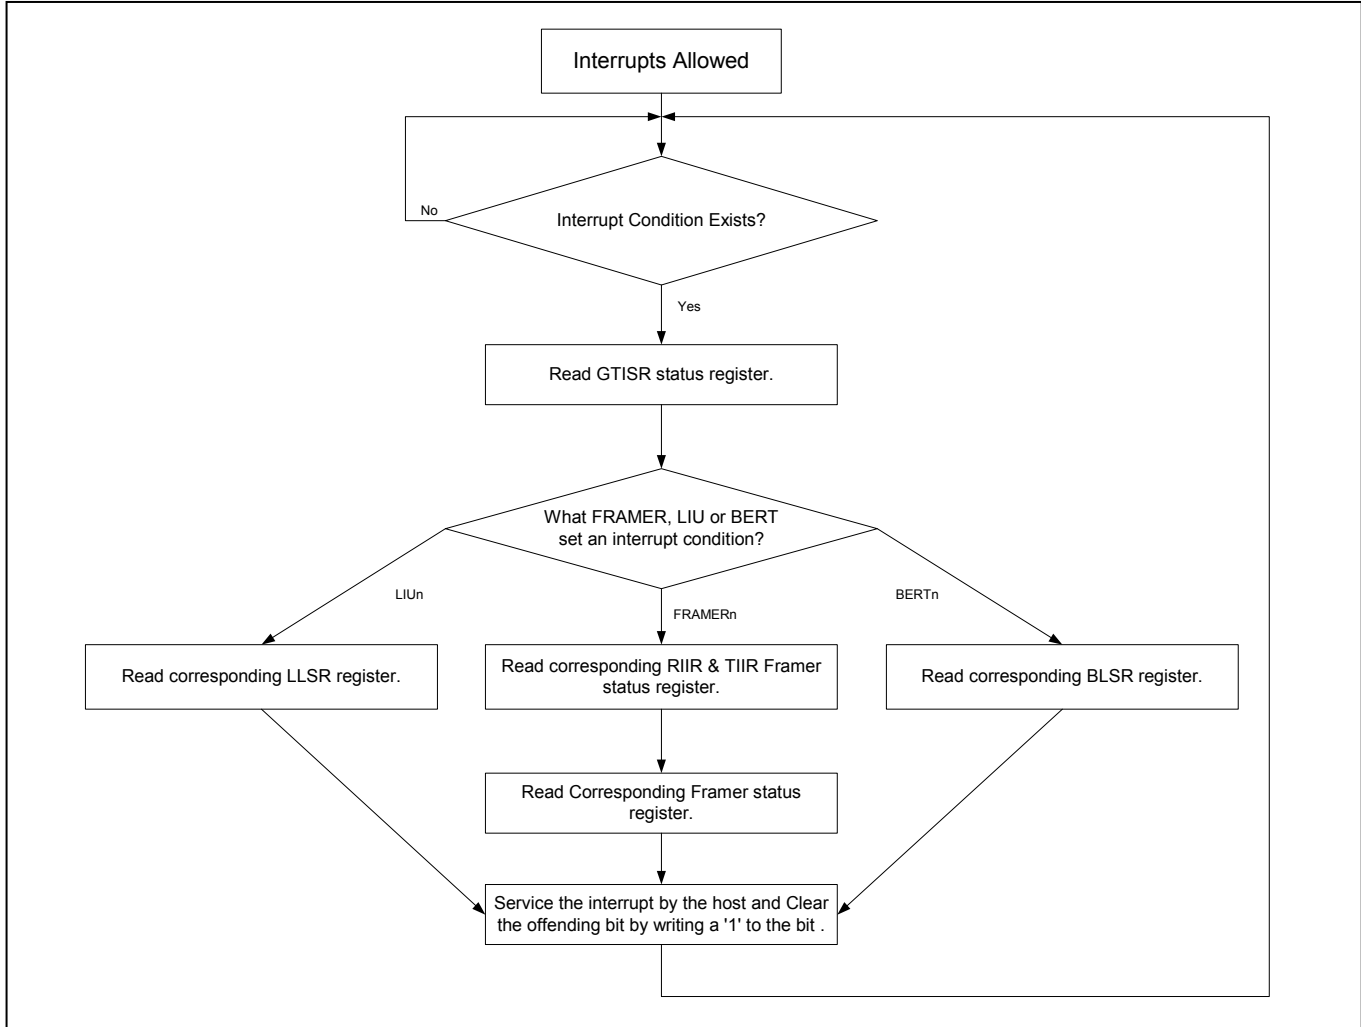 Interrupts Allowed
No
Interrupt Condition Exists?
Yes
Read GTISR status register.
What FRAMER, LIU or BERT
set an interrupt condition?
LIUn
FRAMERn
BERTn
Read corresponding LLSR register.
Read corresponding RIIR & TIIR Framer
status register.
Read corresponding BLSR register.
Read Corresponding Framer status
register.
Service the interrupt by the host and Clear
the offending bit by writing a '1' to the bit .